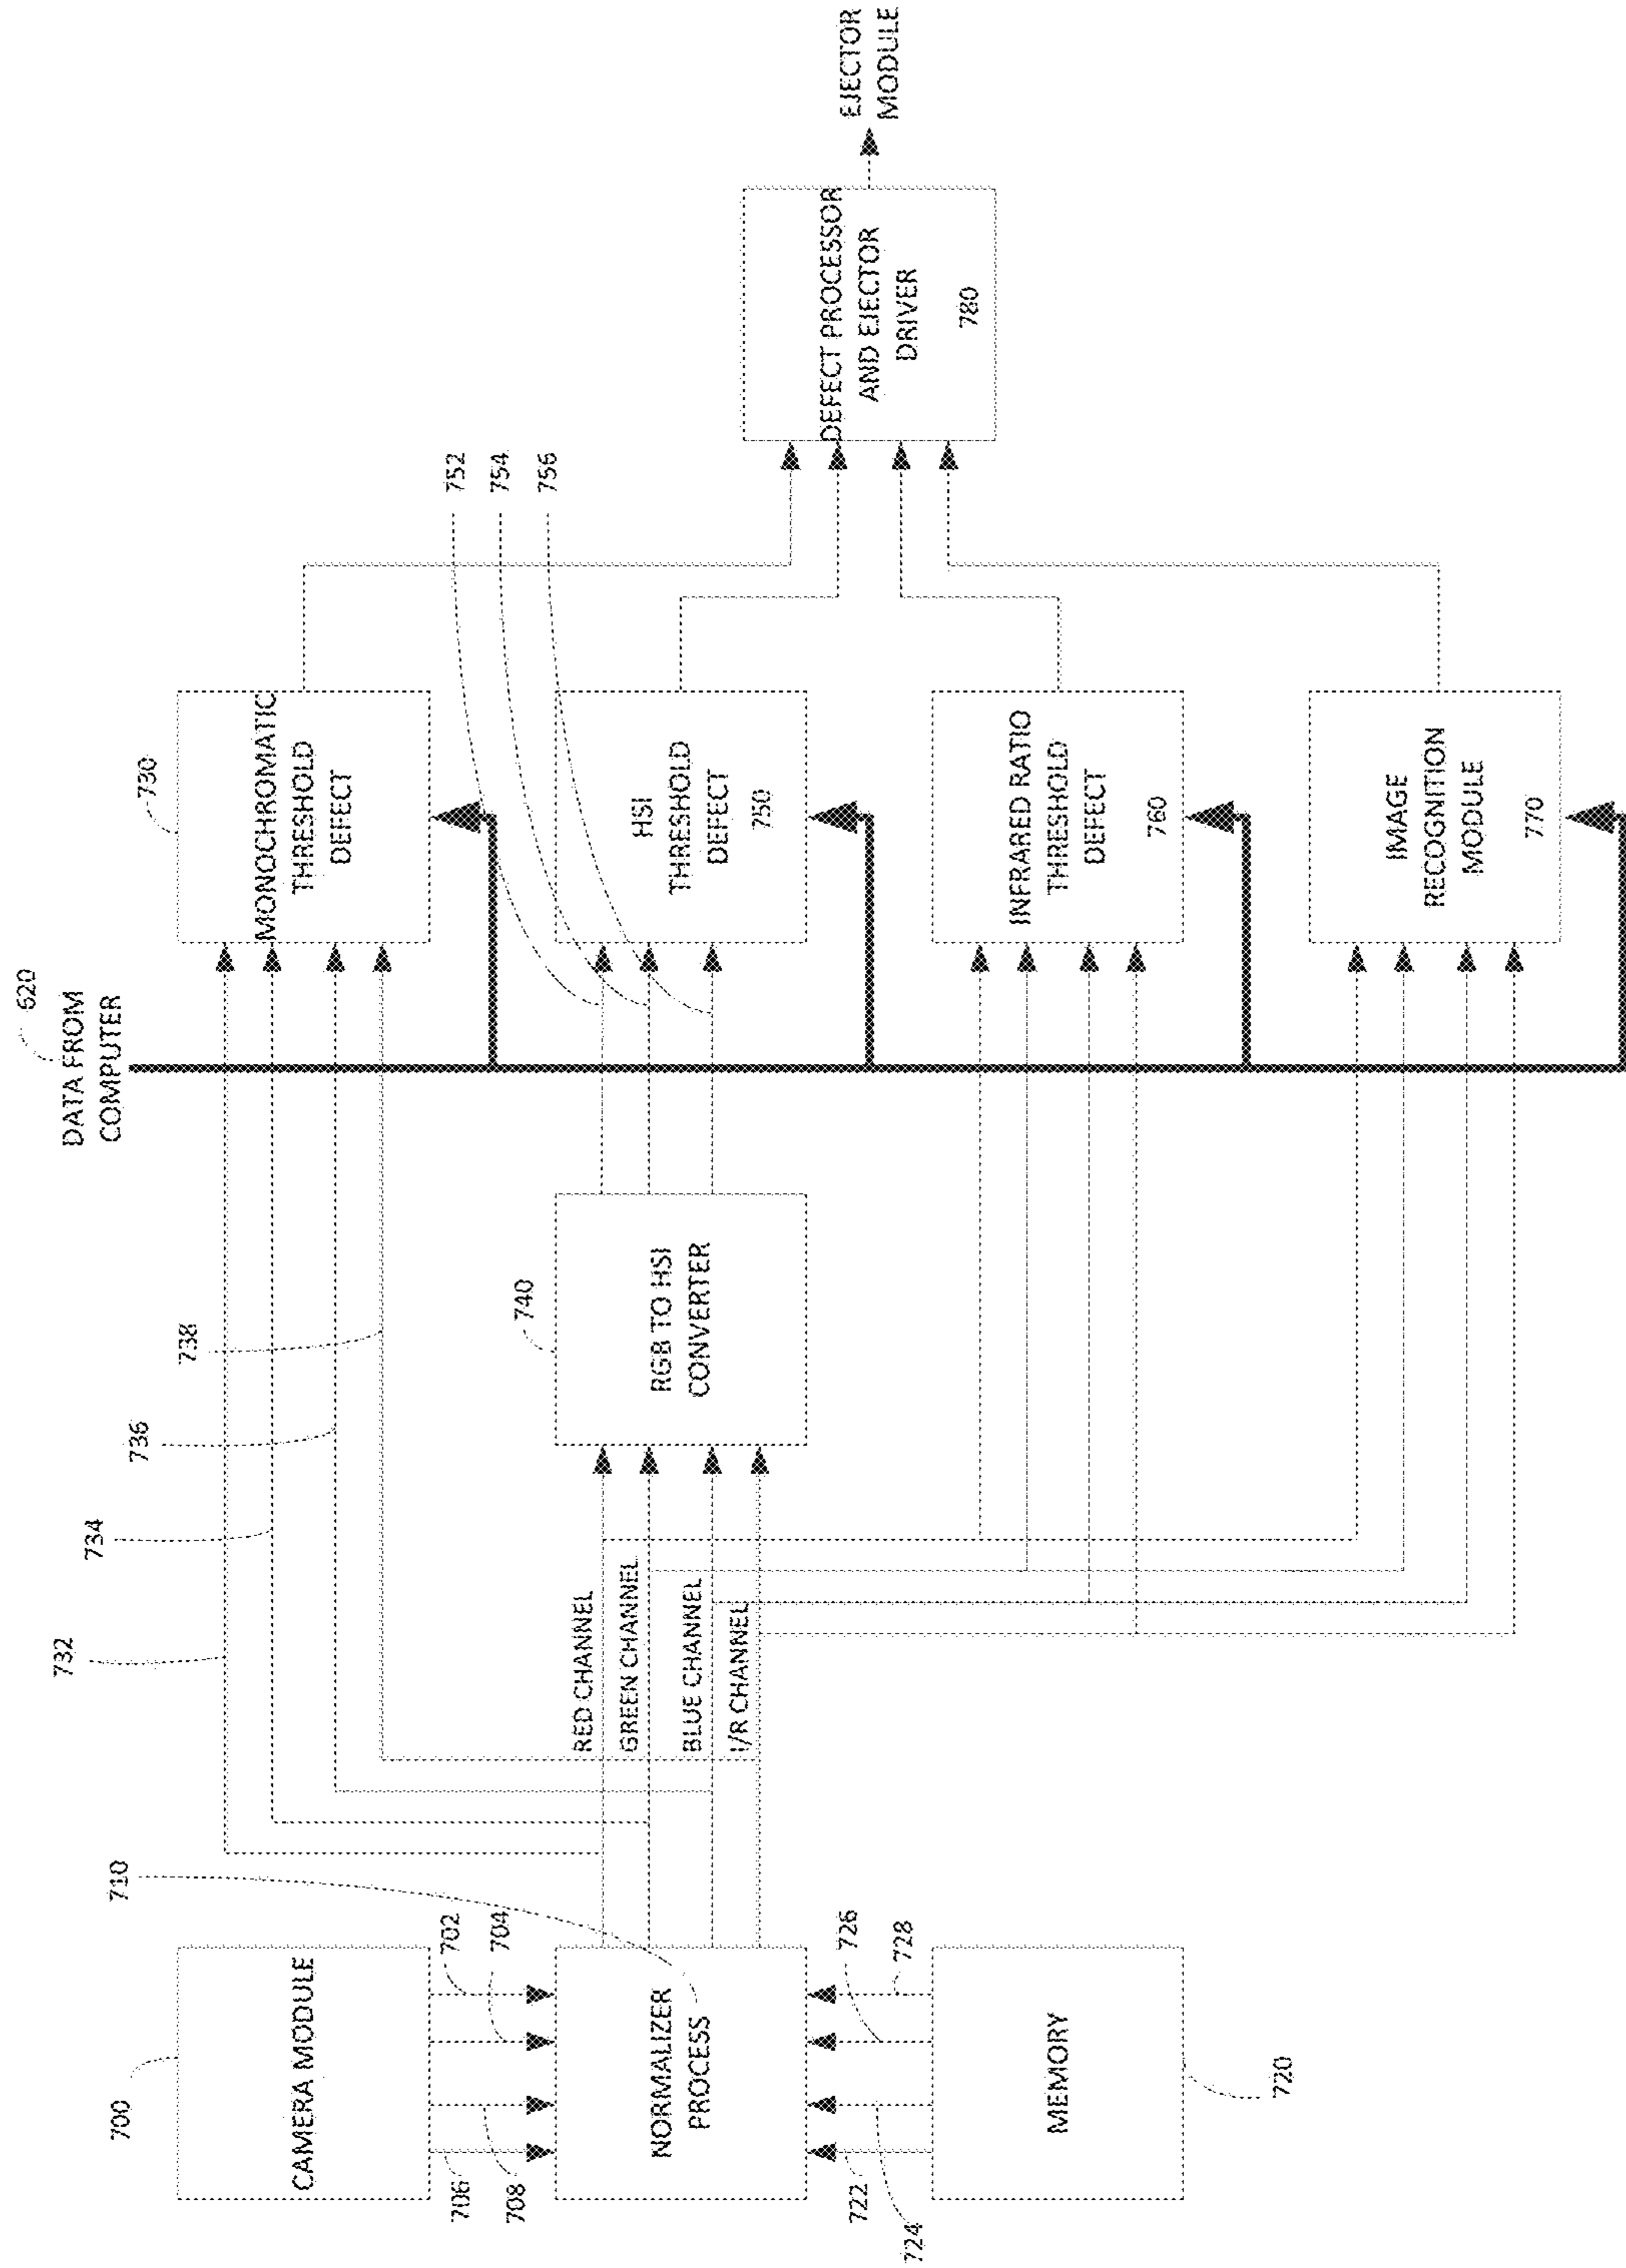 700
CAMERA MODULE
706
708
702
704
710
NORMALIZER
PROCESS
722
724
726
728
MEMORY
720
732
734
736
738
RED CHANNEL
GREEN CHANNEL
BLUE CHANNEL
I/R CHANNEL
740
RGB TO HSI
CONVERTER
620
DATA FROM
COMPUTER
730
MONOCHROMATIC
THRESHOLD
DEFECT
752
754
756
HSI
THRESHOLD
DEFECT
750
INFRARED RATIO
THRESHOLD
DEFECT
760
IMAGE
RECOGNITION
MODULE
770
DEFECT PROCESSOR
AND EJECTOR
DRIVER
780
EJECTOR
MODULE